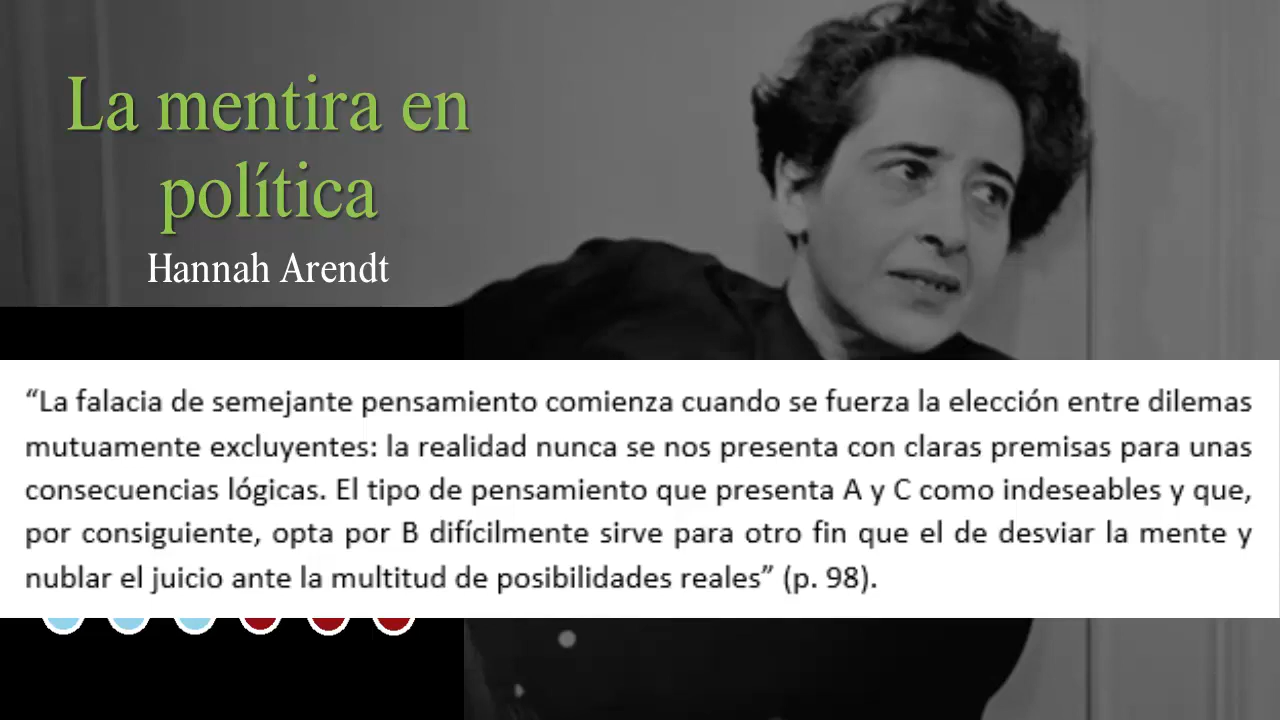 La mentira en
política
Hannah Arendt
“La falacia de semejante pensamiento comienza cuando se fuerza la elección entre dilemas
mutuamente excluyentes: la realidad nunca se nos presenta con claras premisas para unas
consecuencias lógicas. El tipo de pensamiento que presenta A y C como indeseables y que,
por consiguiente, opta por B difícilmente sirve para otro fin que el de desviar la mente y
nublar el juicio ante la multitud de posibilidades reales” (p. 98).